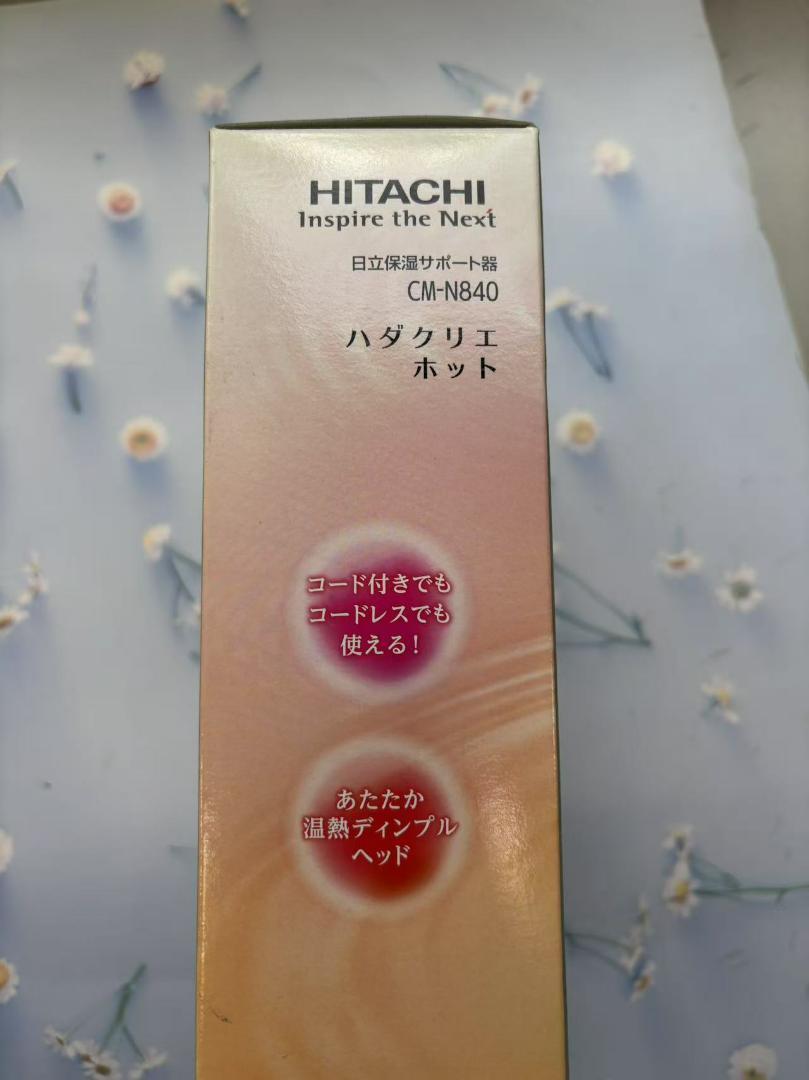 HITACHI
Inspire the Next
日立保湿サポート器
CM-N840
ハダクリエ
ホット
コード付きでも
コードレスでも
使える!
あたたか
温熱ディンプル
ヘッド